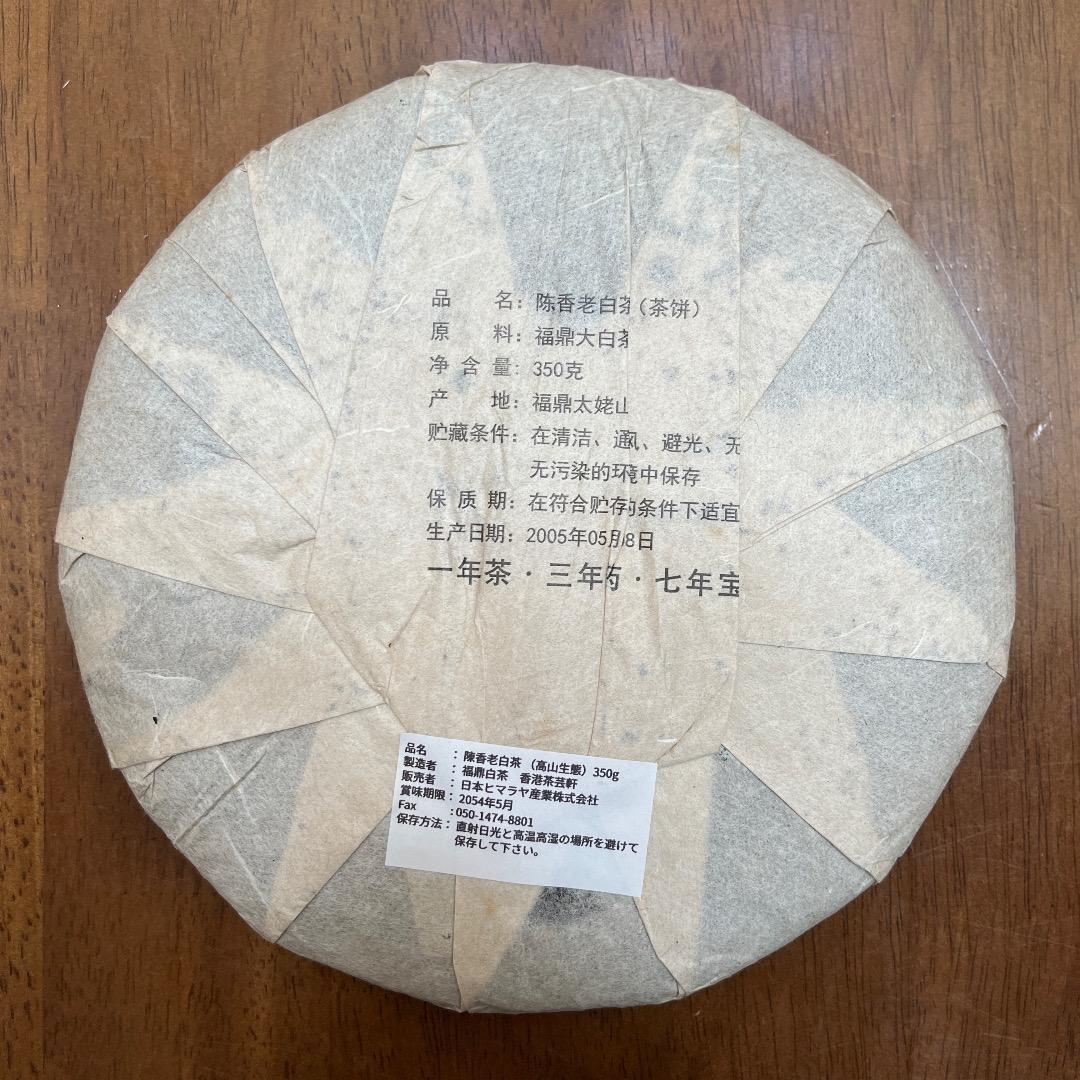 品 名：陈香老白茶（茶饼）
原 料：福鼎大白茶
净 含 量：350克
产 地：福鼎太姥山
贮藏条件：在清洁、通风、避光、无
无污染的环境中保存
保 质 期：在符合贮存的条件下适宜
生产日期：2005年05月8日
一年茶·三年药·七年宝
品名 ：陳香老白茶 （高山生態）350g
製造者 ：福鼎白茶 香港茶芸軒
販売者 ：日本ヒマラヤ産業株式会社
賞味期限：2054年5月
Fax :050-1474-8801
保存方法：直射日光と高温高湿の場所を避けて
保存して下さい。